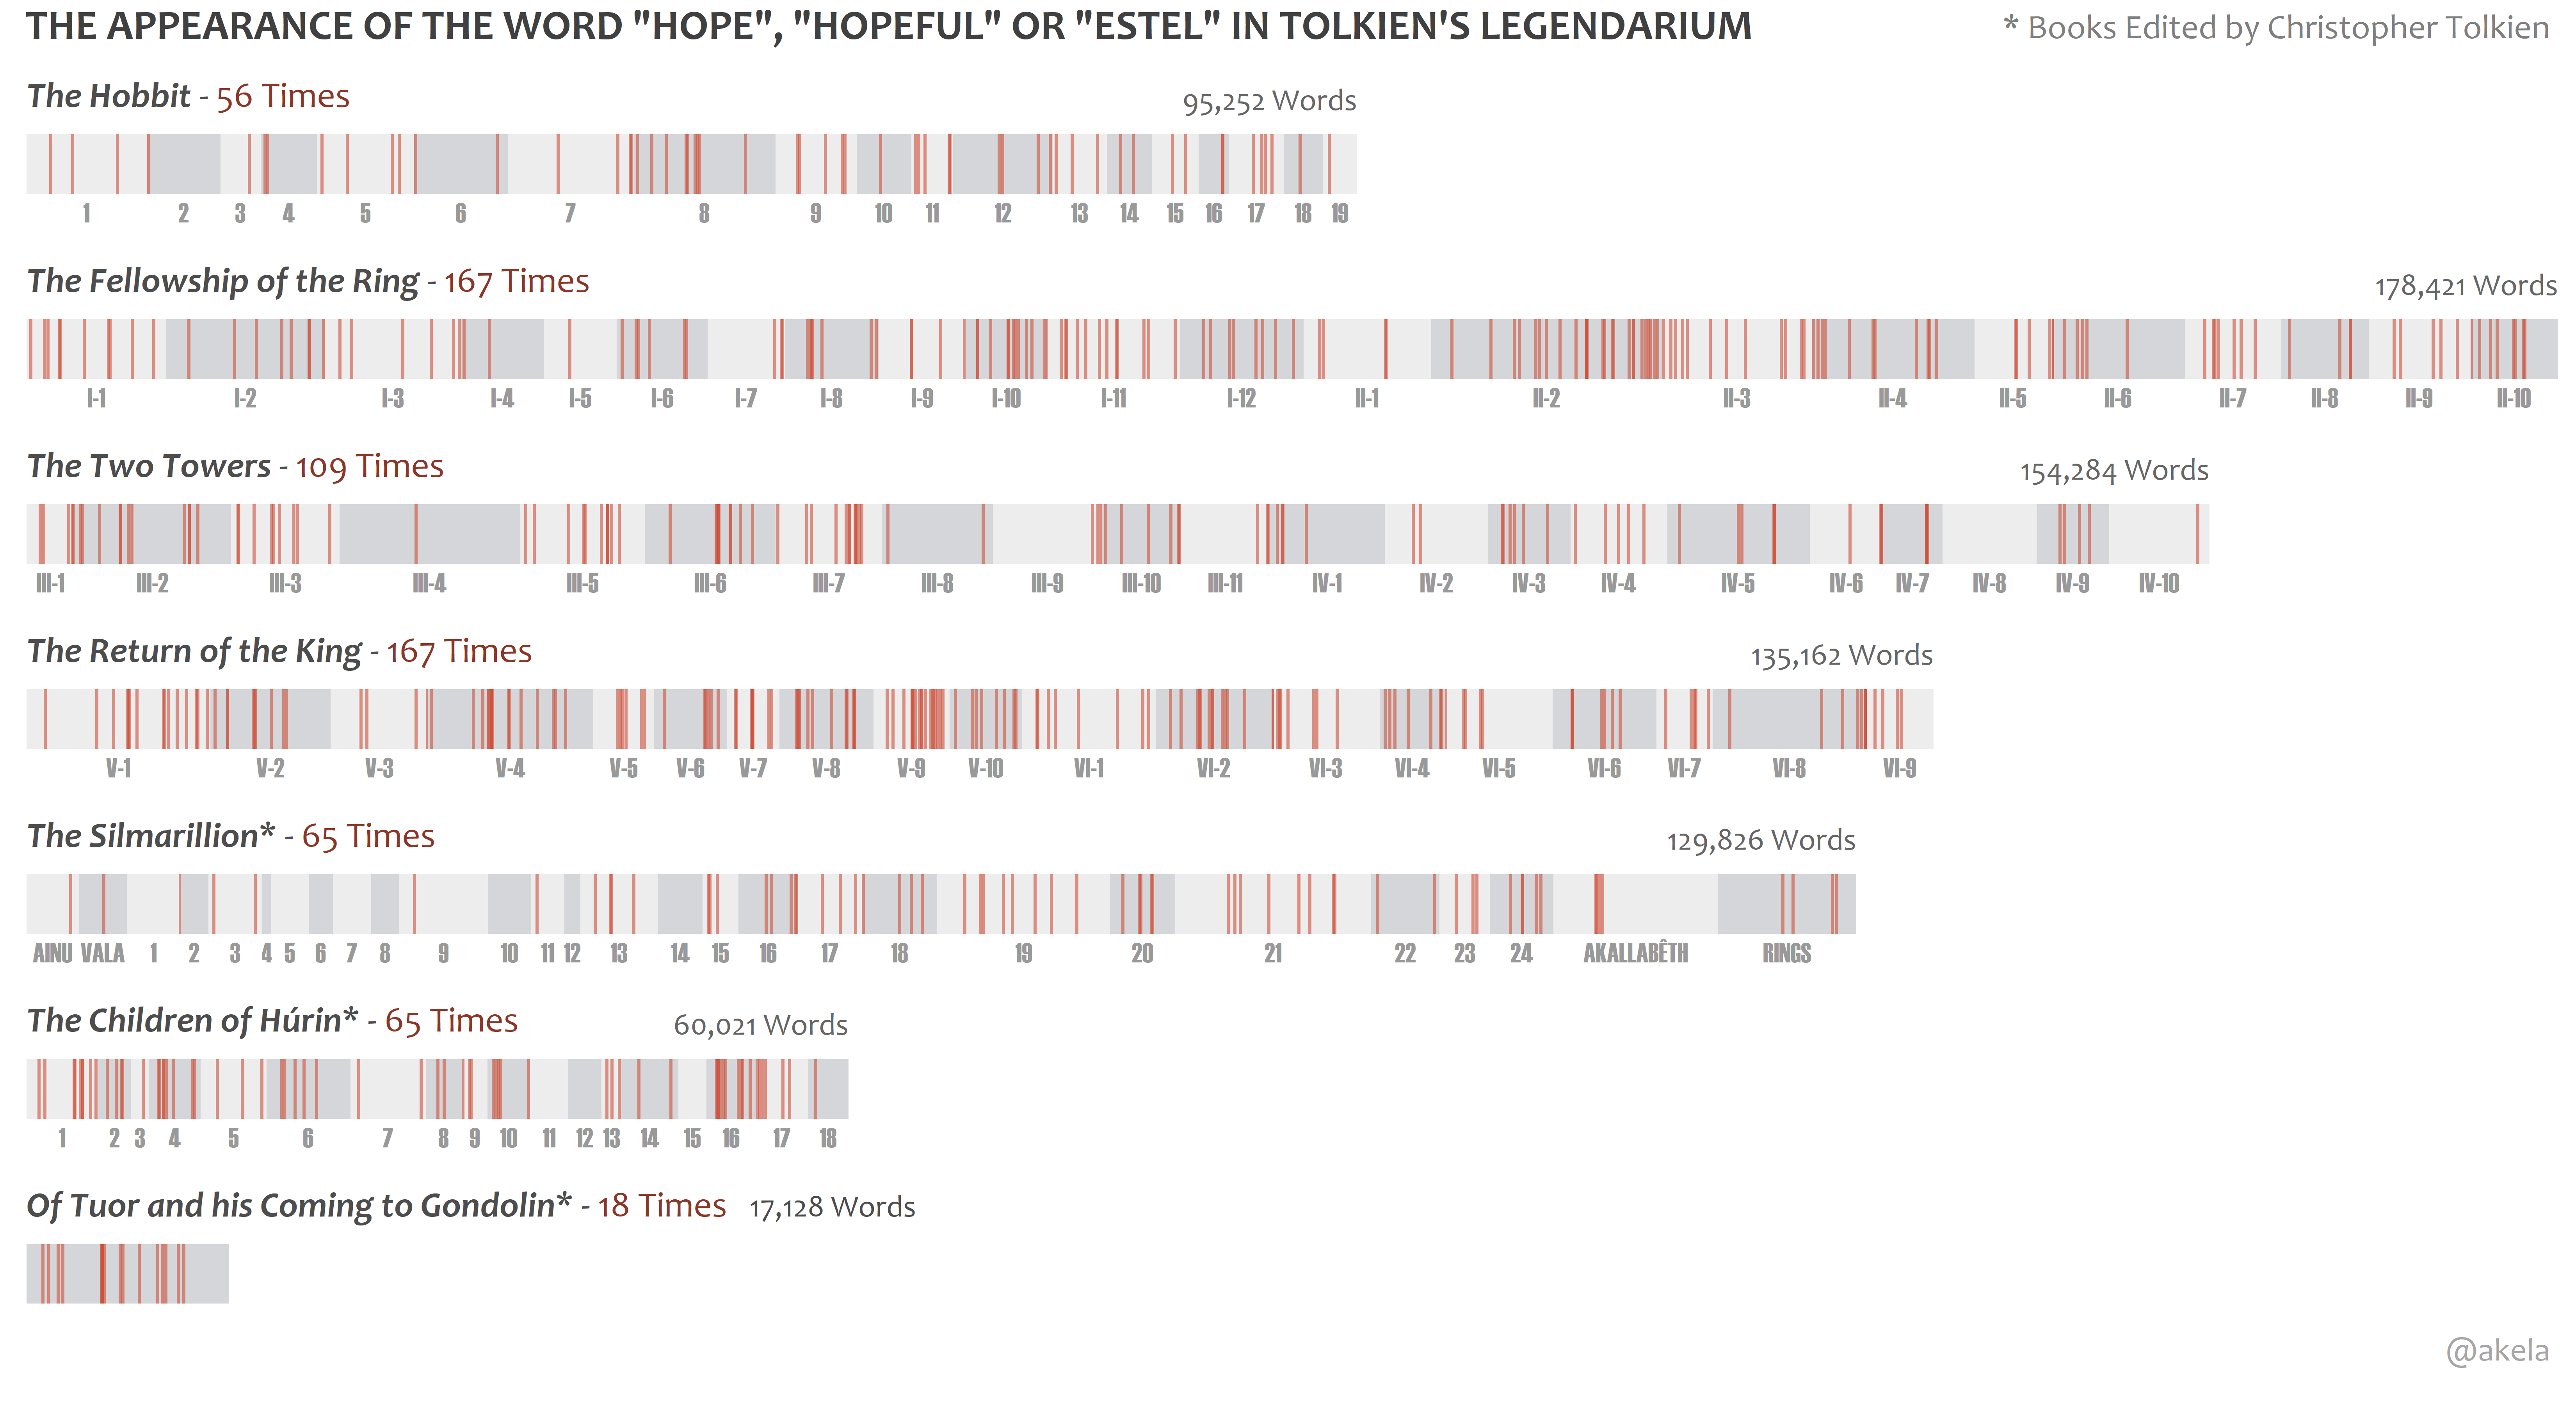 THE APPEARANCE OF THE WORD "HOPE", "HOPEFUL" OR "ESTEL" IN TOLKIEN'S LEGENDARIUM
* Books Edited by Christopher Tolkien
The Hobbit - 56 Times
95,252 Words
1 2 3 4 5 6 7 8 9 10 11 12 13 14 15 16 17 18 19
The Fellowship of the Ring - 167 Times
178,421 Words
I-1 I-2 I-3 I-4 I-5 I-6 I-7 I-8 I-9 I-10 I-11 I-12 II-1 II-2 II-3 II-4 II-5 II-6 II-7 II-8 II-9 II-10
The Two Towers - 109 Times
154,284 Words
III-1 III-2 III-3 III-4 III-5 III-6 III-7 III-8 III-9 III-10 III-11 IV-1 IV-2 IV-3 IV-4 IV-5 IV-6 IV-7 IV-8 IV-9 IV-10
The Return of the King - 167 Times
135,162 Words
V-1 V-2 V-3 V-4 V-5 V-6 V-7 V-8 V-9 V-10 VI-1 VI-2 VI-3 VI-4 VI-5 VI-6 VI-7 VI-8 VI-9
The Silmarillion* - 65 Times
129,826 Words
AINU VALA 1 2 3 4 5 6 7 8 9 10 11 12 13 14 15 16 17 18 19 20 21 22 23 24 AKALLABÊTH RINGS
The Children of Húrin* - 65 Times
60,021 Words
1 2 3 4 5 6 7 8 9 10 11 12 13 14 15 16 17 18
Of Tuor and his Coming to Gondolin* - 18 Times
17,128 Words
@akela